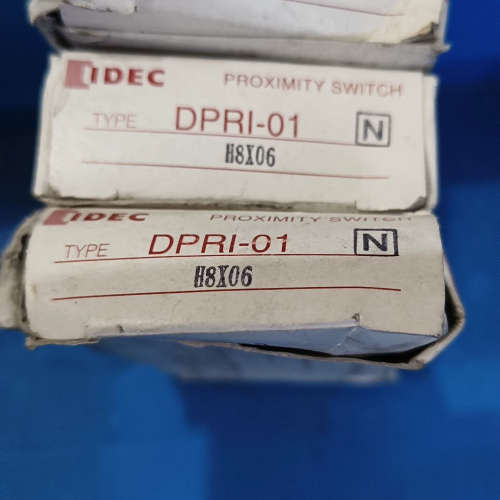 IDEC PROXIMITY SWITCH
TYPE DPRI-01 N
H8X06
IDEC PROXIMITY SWITCH
TYPE DPRI-01 N
H8X06